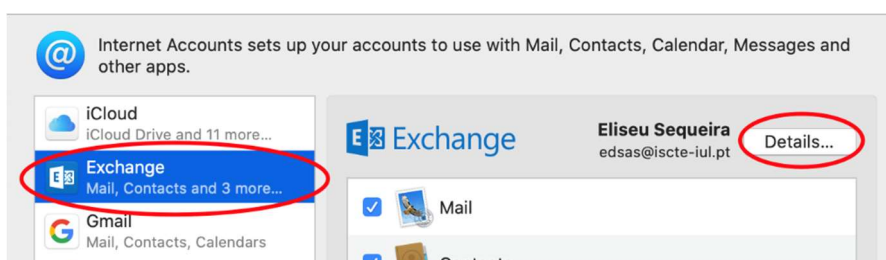 Internet Accounts sets up your accounts to use with Mail, Contacts, Calendar, Messages and
other apps.
iCloud
iCloud Drive and 11 more...
Exchange
Mail, Contacts and 3 more...
Gmail
Mail, Contacts, Calendars
Exchange
Eliseu Sequeira
edsas@iscte-iul.pt
Details...
Mail